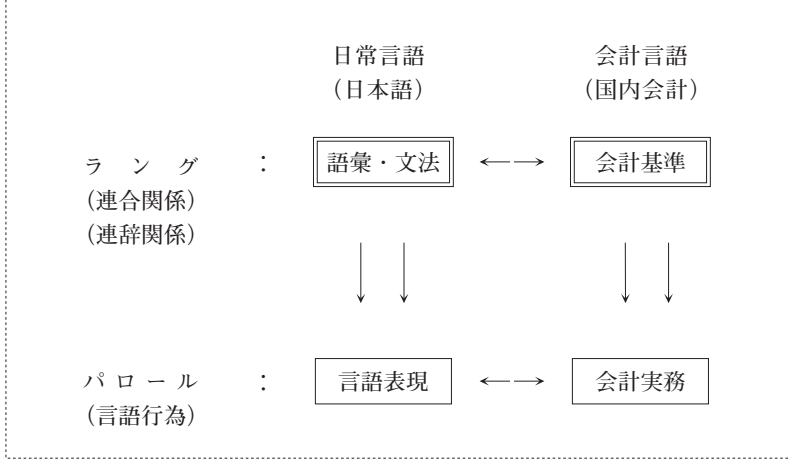 日常言語 会計言語
（日本語） （国内会計）
ラング ： 語彙・文法 ←→ 会計基準
（連合関係）
（連辞関係）
パロール ： 言語表現 ←→ 会計実務
（言語行為）